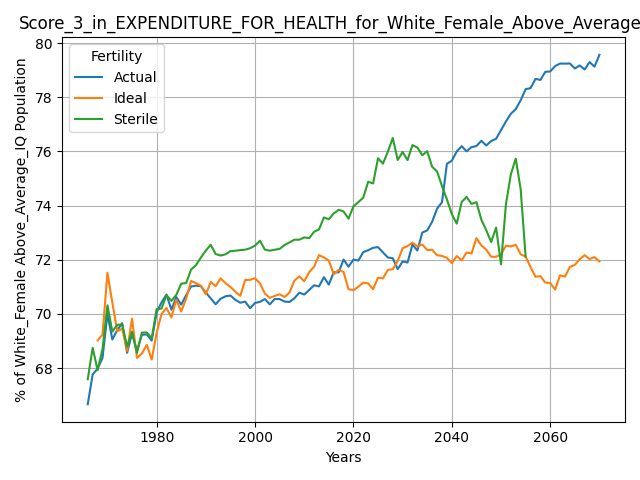 Score_3_in_EXPENDITURE_FOR_HEALTH_for_White_Female_Above_Average
% of White_Female Above_Average_IQ Population
80
78
76
74
72
70
68
Fertility
Actual
Ideal
Sterile
1980
2000
2020
2040
2060
Years